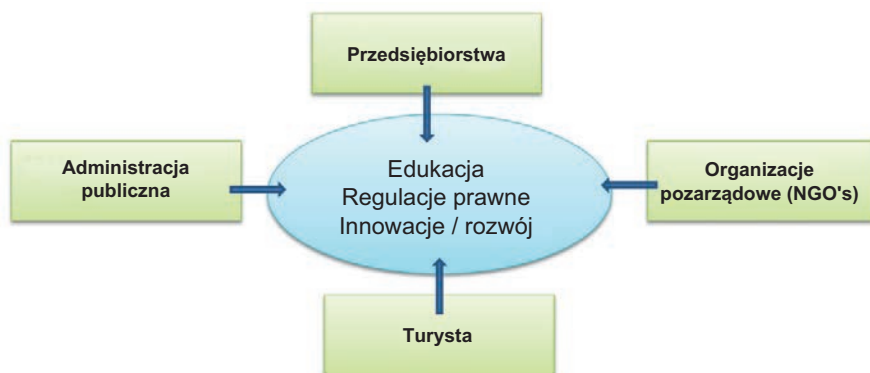 Przedsiębiorstwa
Administracja
publiczna
Edukacja
Regulacje prawne
Innowacje / rozwój
Organizacje
pozarządowe (NGO's)
Turysta